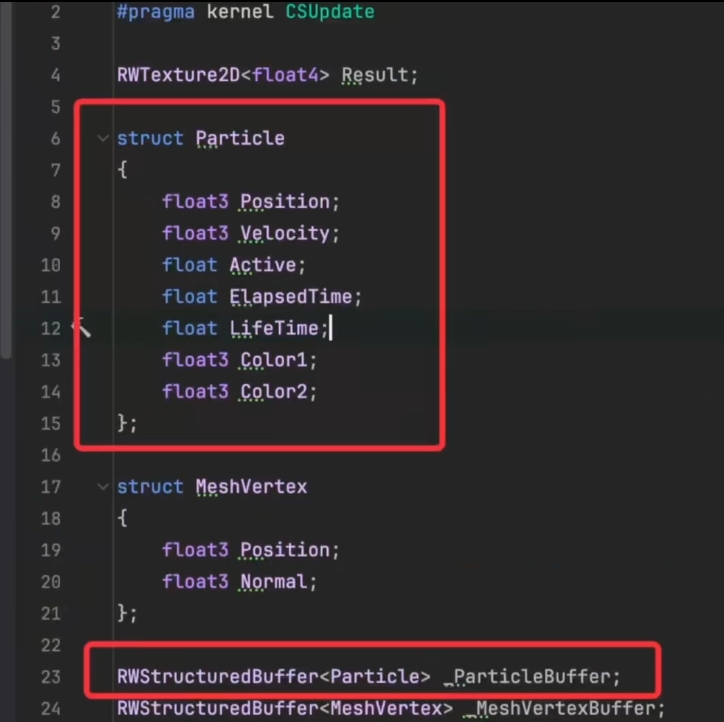 2 #pragma kernel CSUpdate
3
4 RWTexture2D<float4> Result;
5
6 struct Particle
7 {
8 float3 Position;
9 float3 Velocity;
10 float Active;
11 float ElapsedTime;
12 float LifeTime;
13 float3 Color1;
14 float3 Color2;
15 };
16
17 struct MeshVertex
18 {
19 float3 Position;
20 float3 Normal;
21 };
22
23 RWStructuredBuffer<Particle> _ParticleBuffer;
24 RWStructuredBuffer<MeshVertex> _MeshVertexBuffer;